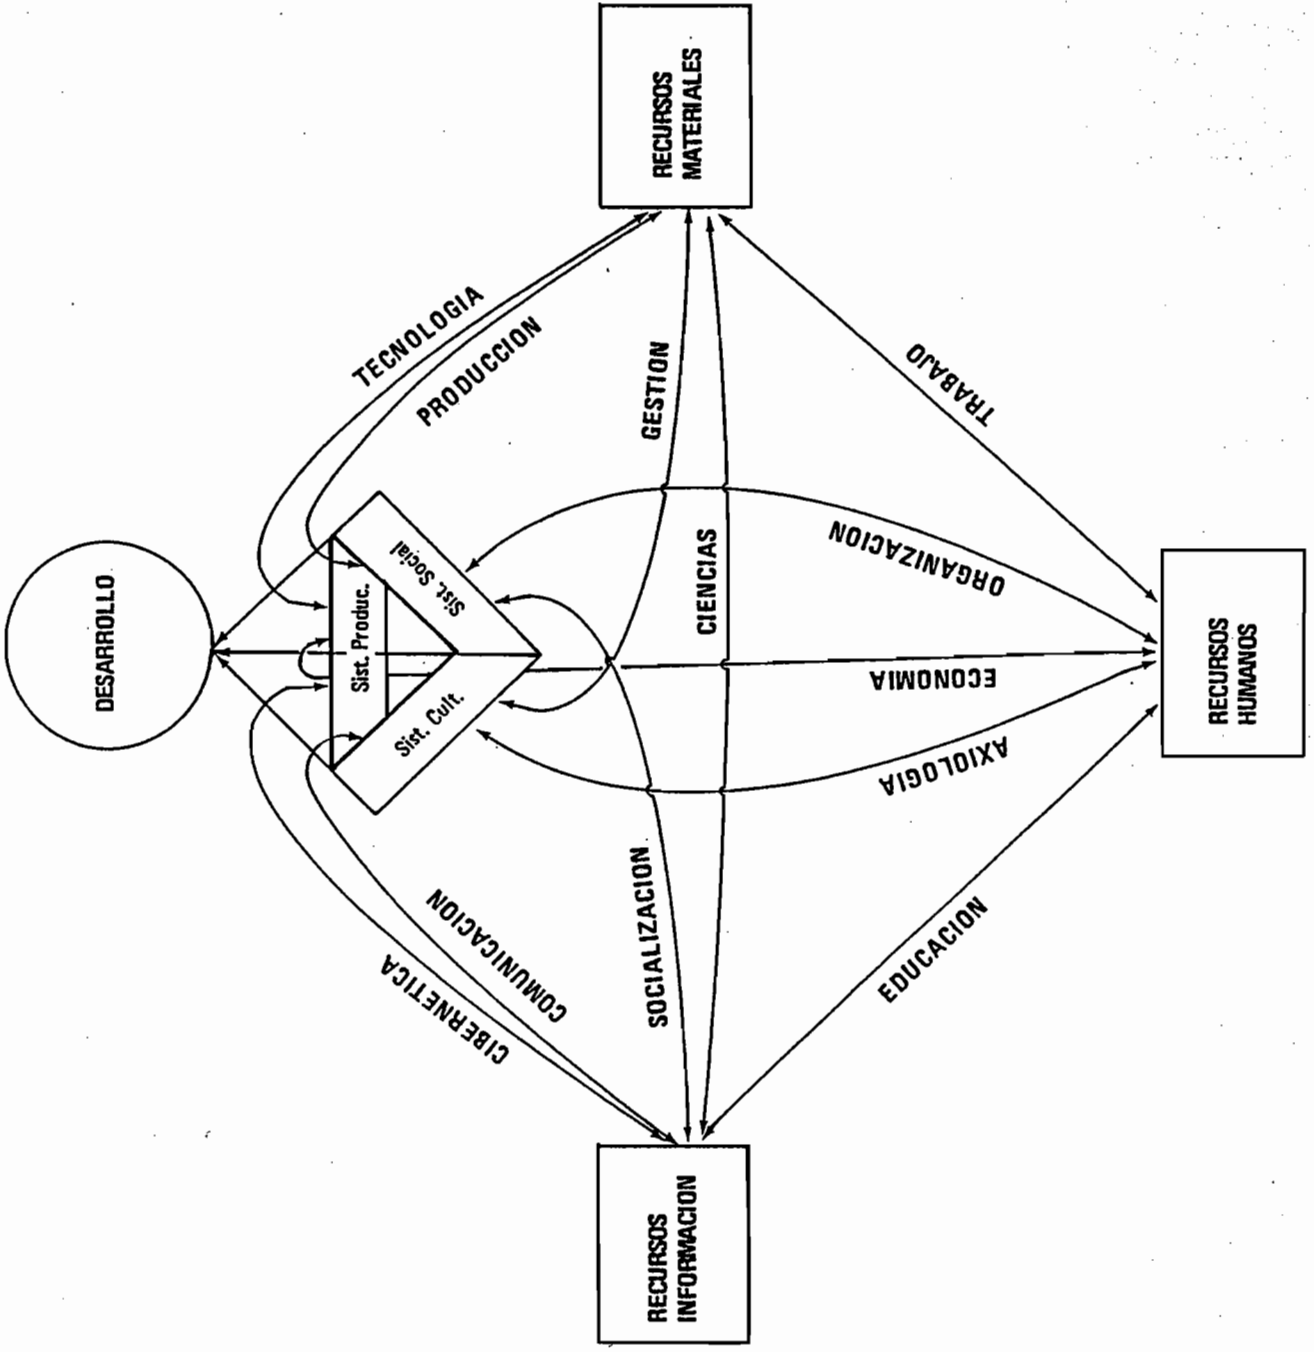 DESARROLLO
RECURSOS
MATERIALES
TECNOLOGIA
PRODUCCION
GESTION
TRABAJO
Sist. Social
Sist. Produc.
Sist. Cult.
CIENCIAS
ORGANIZACION
ECONOMIA
AXIOLOGIA
RECURSOS
HUMANOS
SOCIALIZACION
COMUNICACION
CIBERNETICA
EDUCACION
RECURSOS
INFORMACION